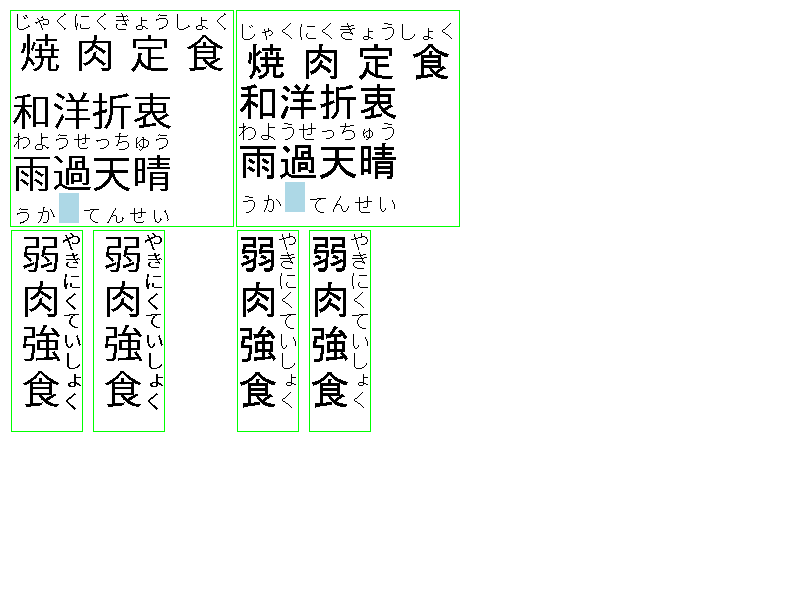 じゃくにくきょうしょく
焼肉定食
和洋折衷
わようせっちゅう
雨過天晴
うか てんせい
じゃくにくきょうしょく
焼肉定食
和洋折衷
わようせっちゅう
雨過天晴
うか てんせい
弱肉強食
やきにくていしょく
弱肉強食
やきにくていしょく
弱肉強食
やきにくていしょく
弱肉強食
やきにくていしょく